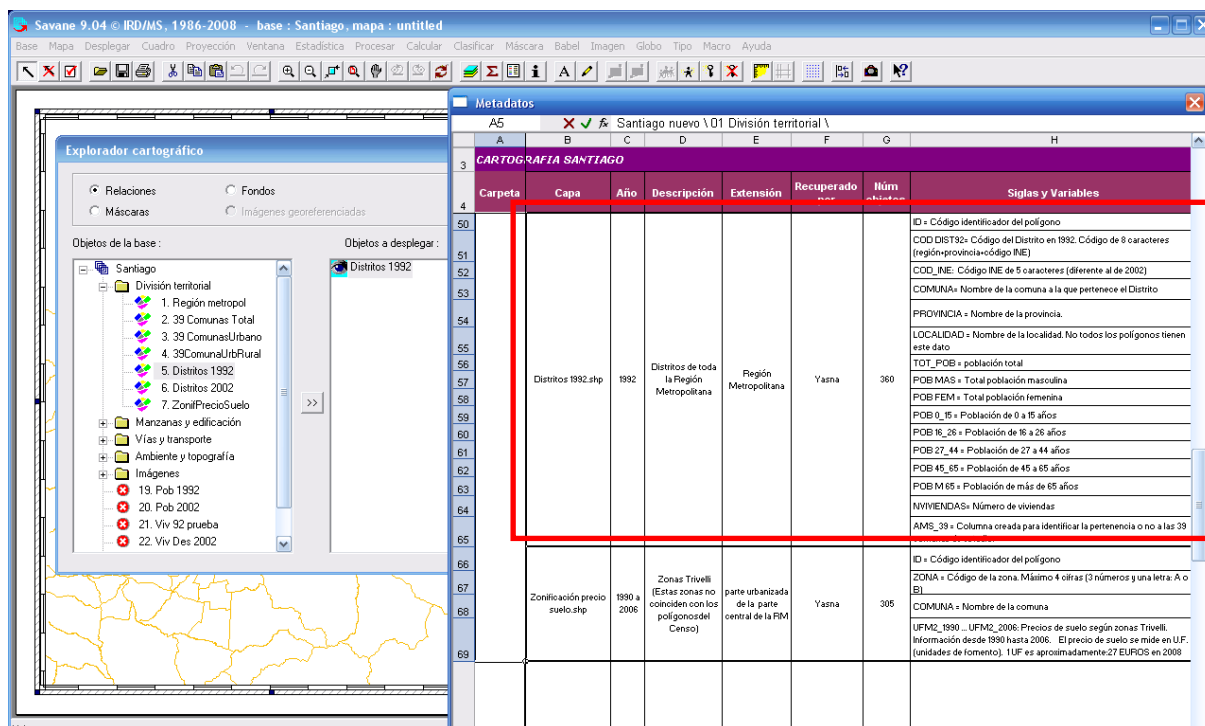 Savane 9.04 © IRD/MS, 1986-2008 - base : Santiago, mapa : untitled
Base Mapa Desplegar Cuadro Proyección Ventana Estadística Procesar Calcular Clasificar Máscara Babel Imagen Globo Tipo Macro Ayuda
Explorador cartográfico
Relaciones
Fondos
Máscaras
Imágenes georeferenciadas
Objetos de la base :
Objetos a desplegar :
Santiago
División territorial
1. Región metropol
2. 39 Comunas Total
3. 39 ComunasUrbano
4. 39ComunaUrbRural
5. Distritos 1992
6. Distritos 2002
7. ZonifPrecioSuelo
Manzanas y edificación
Vías y transporte
Ambiente y topografía
Imágenes
19. Pob 1992
20. Pob 2002
21. Viv 92 prueba
22. Viv Des 2002
>>
Distritos 1992
Metadatos
A5
Santiago nuevo \ 01 División territorial \
A B C D E F G H
3 CARTOGRAFIA SANTIAGO
4 Carpeta Capa Año Descripción Extensión Recuperado por Núm objetos Siglas y Variables
50 ID = Código identificador del polígono
51 COD DIST92= Código del Distrito en 1992. Código de 8 caracteres
(región+provincia+código INE)
52 COD_INE: Código INE de 5 caracteres (diferente al de 2002)
53 COMUNA= Nombre de la comuna a la que pertenece el Distrito
54 PROVINCIA = Nombre de la provincia.
55 LOCALIDAD = Nombre de la localidad. No todos los polígonos tienen
este dato
56 TOT_POB = población total
57 POB MAS = Total población masculina
58 POB FEM = Total población femenina
59 POB 0_15 = Población de 0 a 15 años
60 POB 16_26 = Población de 16 a 26 años
61 POB 27_44 = Población de 27 a 44 años
62 POB 45_65 = Población de 45 a 65 años
63 POB M 65 = Población de más de 65 años
64 NVIVIENDAS= Número de viviendas
65 AMS_39 = Columna creada para identificar la pertenencia o no a las 39
Distritos 1992.shp
1992
Distritos de toda
la Región
Metropolitana
Región
Metropolitana
Yasna
360
66 ID = Código identificador del polígono
67 ZONA = Código de la zona. Máximo 4 cifras (3 números y una letra: A o
B)
68 COMUNA = Nombre de la comuna
69 UFM2_1990 ... UFM2_2006: Precios de suelo según zonas Trivelli.
Información desde 1990 hasta 2006. El precio de suelo se mide en U.F.
(unidades de fomento). 1 UF es aproximadamente:27 EUROS en 2008
Zonificación precio
suelo.shp
1990 a
2006
Zonas Trivelli
(Estas zonas no
coinciden con los
polígonosdel
Censo)
parte urbanizada
de la parte
central de la RM
Yasna
305